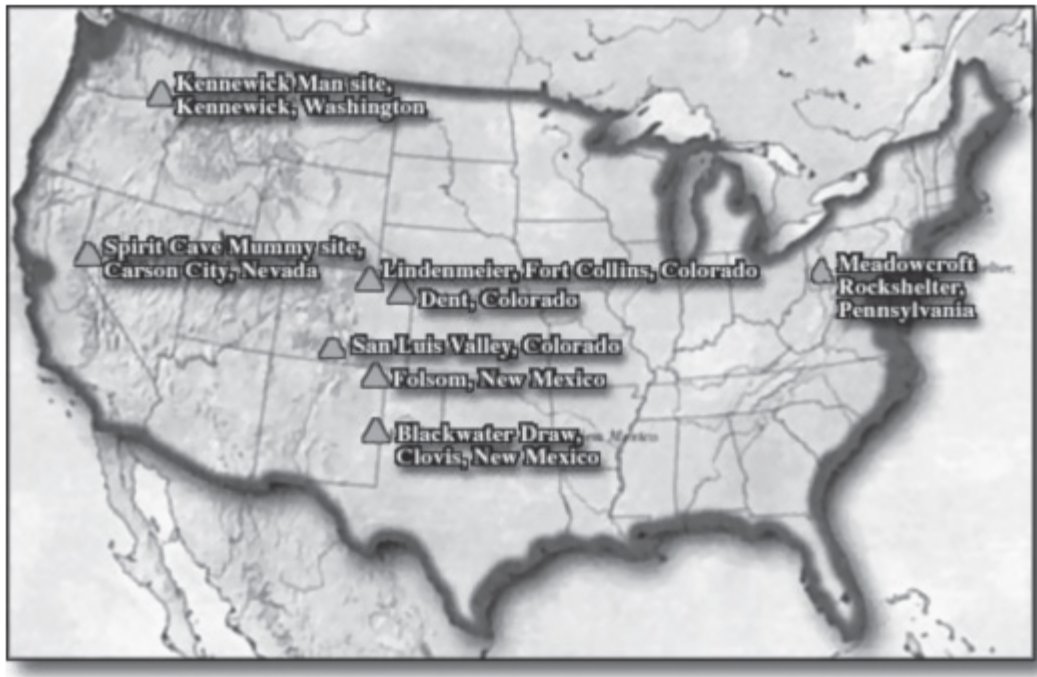 Kennewick Man site,
Kennewick, Washington
Spirit Cave Mummy site,
Carson City, Nevada
Lindenmeier, Fort Collins, Colorado
Dent, Colorado
Meadowcroft
Rockshelter,
Pennsylvania
San Luis Valley, Colorado
Folsom, New Mexico
Blackwater Draw,
Clovis, New Mexico